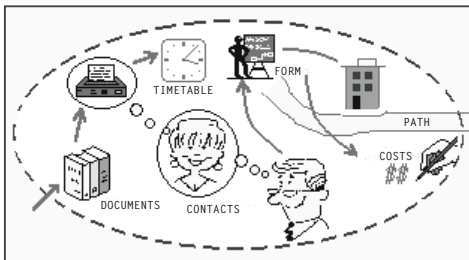 TIMETABLE
FORM
PATH
COSTS
$$
DOCUMENTS
CONTACTS